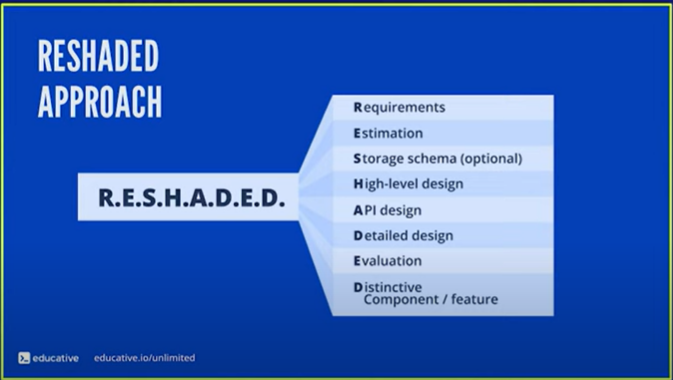 RESHADED
APPROACH
R.E.S.H.A.D.E.D.
Requirements
Estimation
Storage schema (optional)
High-level design
API design
Detailed design
Evaluation
Distinctive
Component / feature
educative
educative.io/unlimited